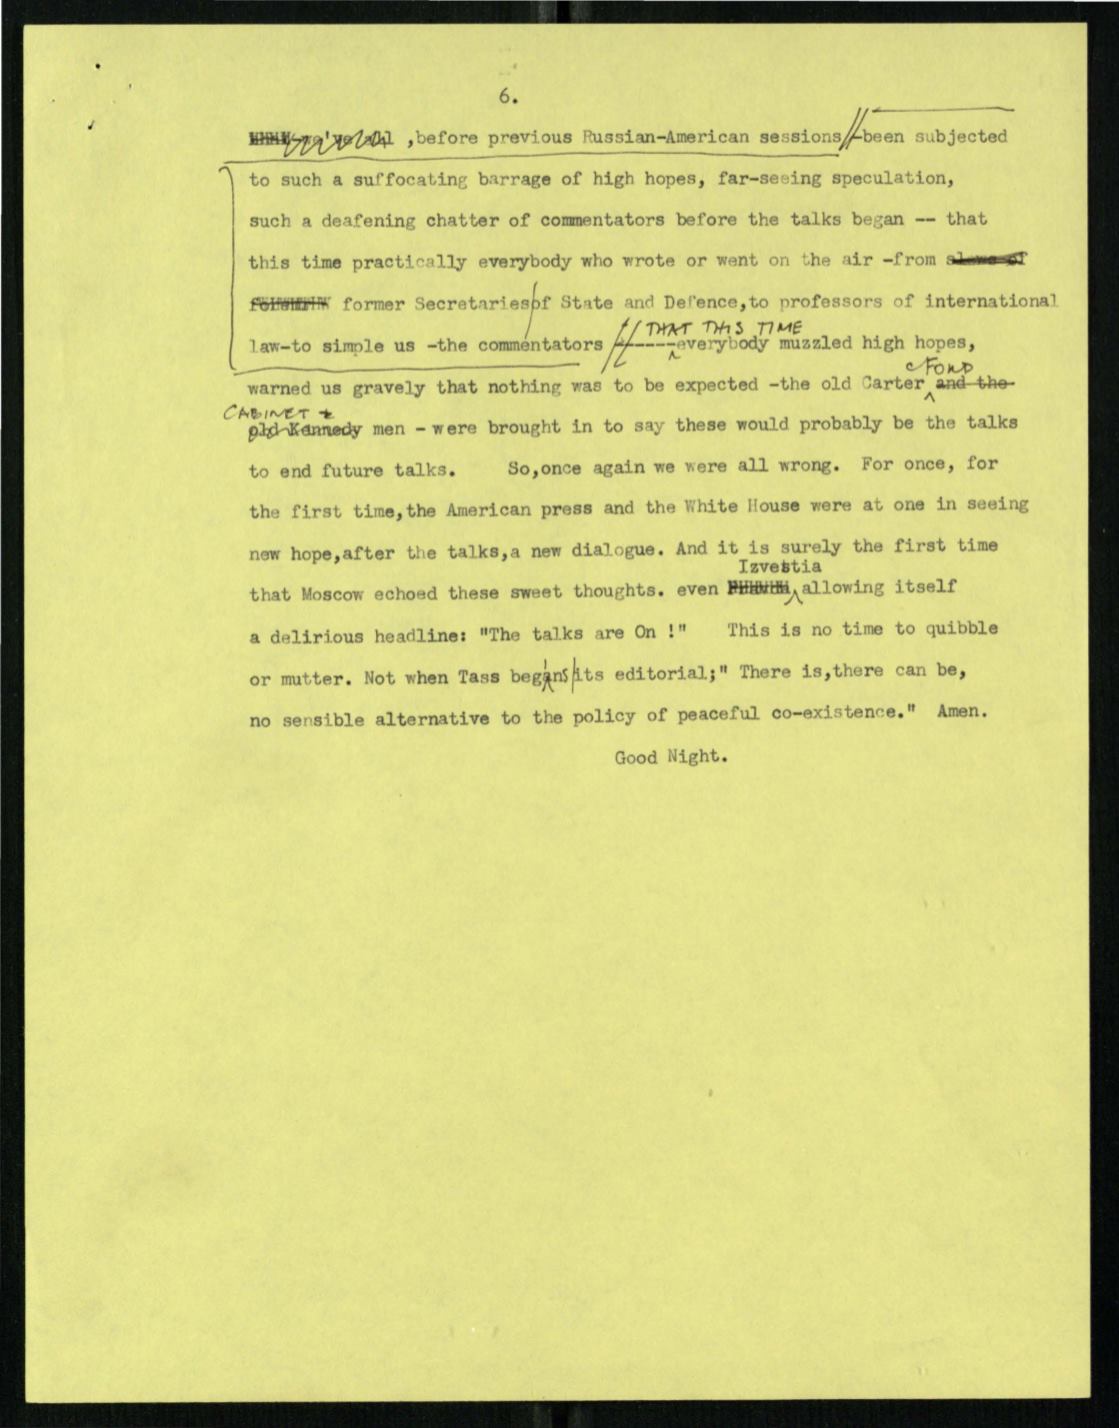 6.
,before previous Russian-American sessions//-been subjected
to such a suffocating barrage of high hopes, far-seeing speculation,
such a deafening chatter of commentators before the talks began -- that
this time practically everybody who wrote or went on the air -from slews of
former Secretaries of State and Defence,to professors of international
THAT THIS TIME
law-to simple us -the commentators //----everybody muzzled high hopes,
& FORD
warned us gravely that nothing was to be expected -the old Carter and the
CABINET &
old Kennedy men - were brought in to say these would probably be the talks
to end future talks. So,once again we were all wrong. For once, for
the first time,the American press and the White House were at one in seeing
new hope,after the talks,a new dialogue. And it is surely the first time
Izvestia
that Moscow echoed these sweet thoughts. even allowing itself
a delirious headline: "The talks are On !" This is no time to quibble
or mutter. Not when Tass begins its editorial;" There is,there can be,
no sensible alternative to the policy of peaceful co-existence." Amen.
Good Night.